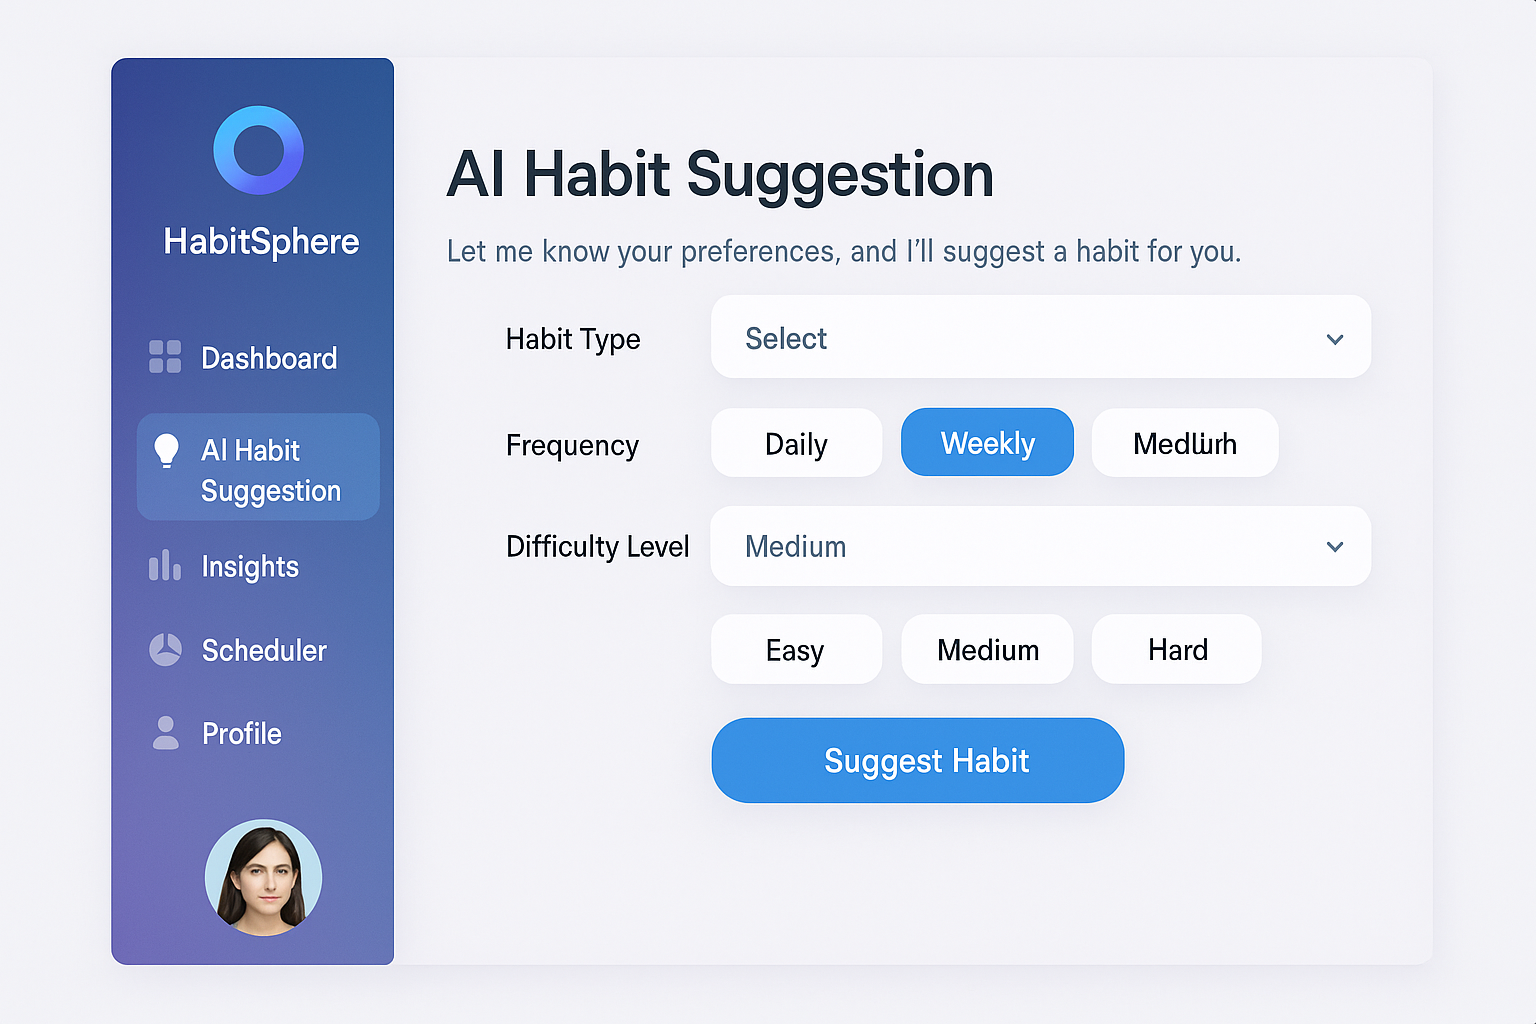 HabitSphere
Dashboard
AI Habit
Suggestion
Insights
Scheduler
Profile
AI Habit Suggestion
Let me know your preferences, and I'll suggest a habit for you.
Habit Type
Select
Frequency
Daily
Weekly
Difficulty Level
Medium
Easy
Medium
Hard
Suggest Habit